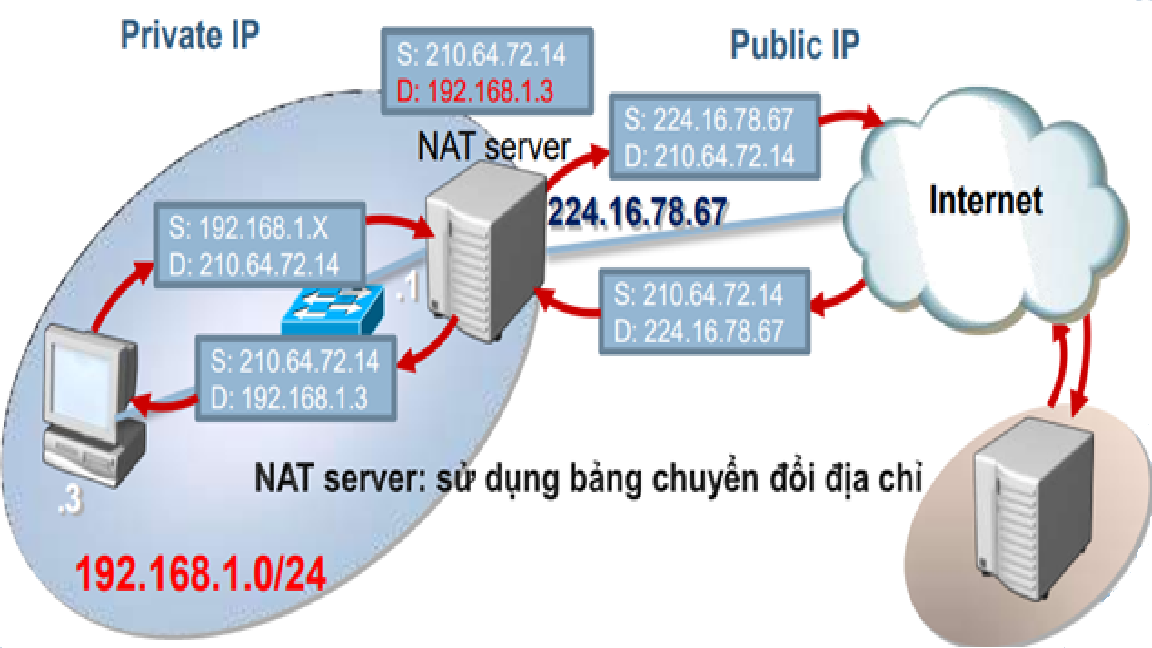 Private IP
Public IP
S: 210.64.72.14
D: 192.168.1.3
S: 224.16.78.67
D: 210.64.72.14
NAT server
224.16.78.67
Internet
S: 192.168.1.X
D: 210.64.72.14
.1
S: 210.64.72.14
D: 224.16.78.67
S: 210.64.72.14
D: 192.168.1.3
.3
NAT server: sử dụng bảng chuyển đổi địa chỉ
192.168.1.0/24